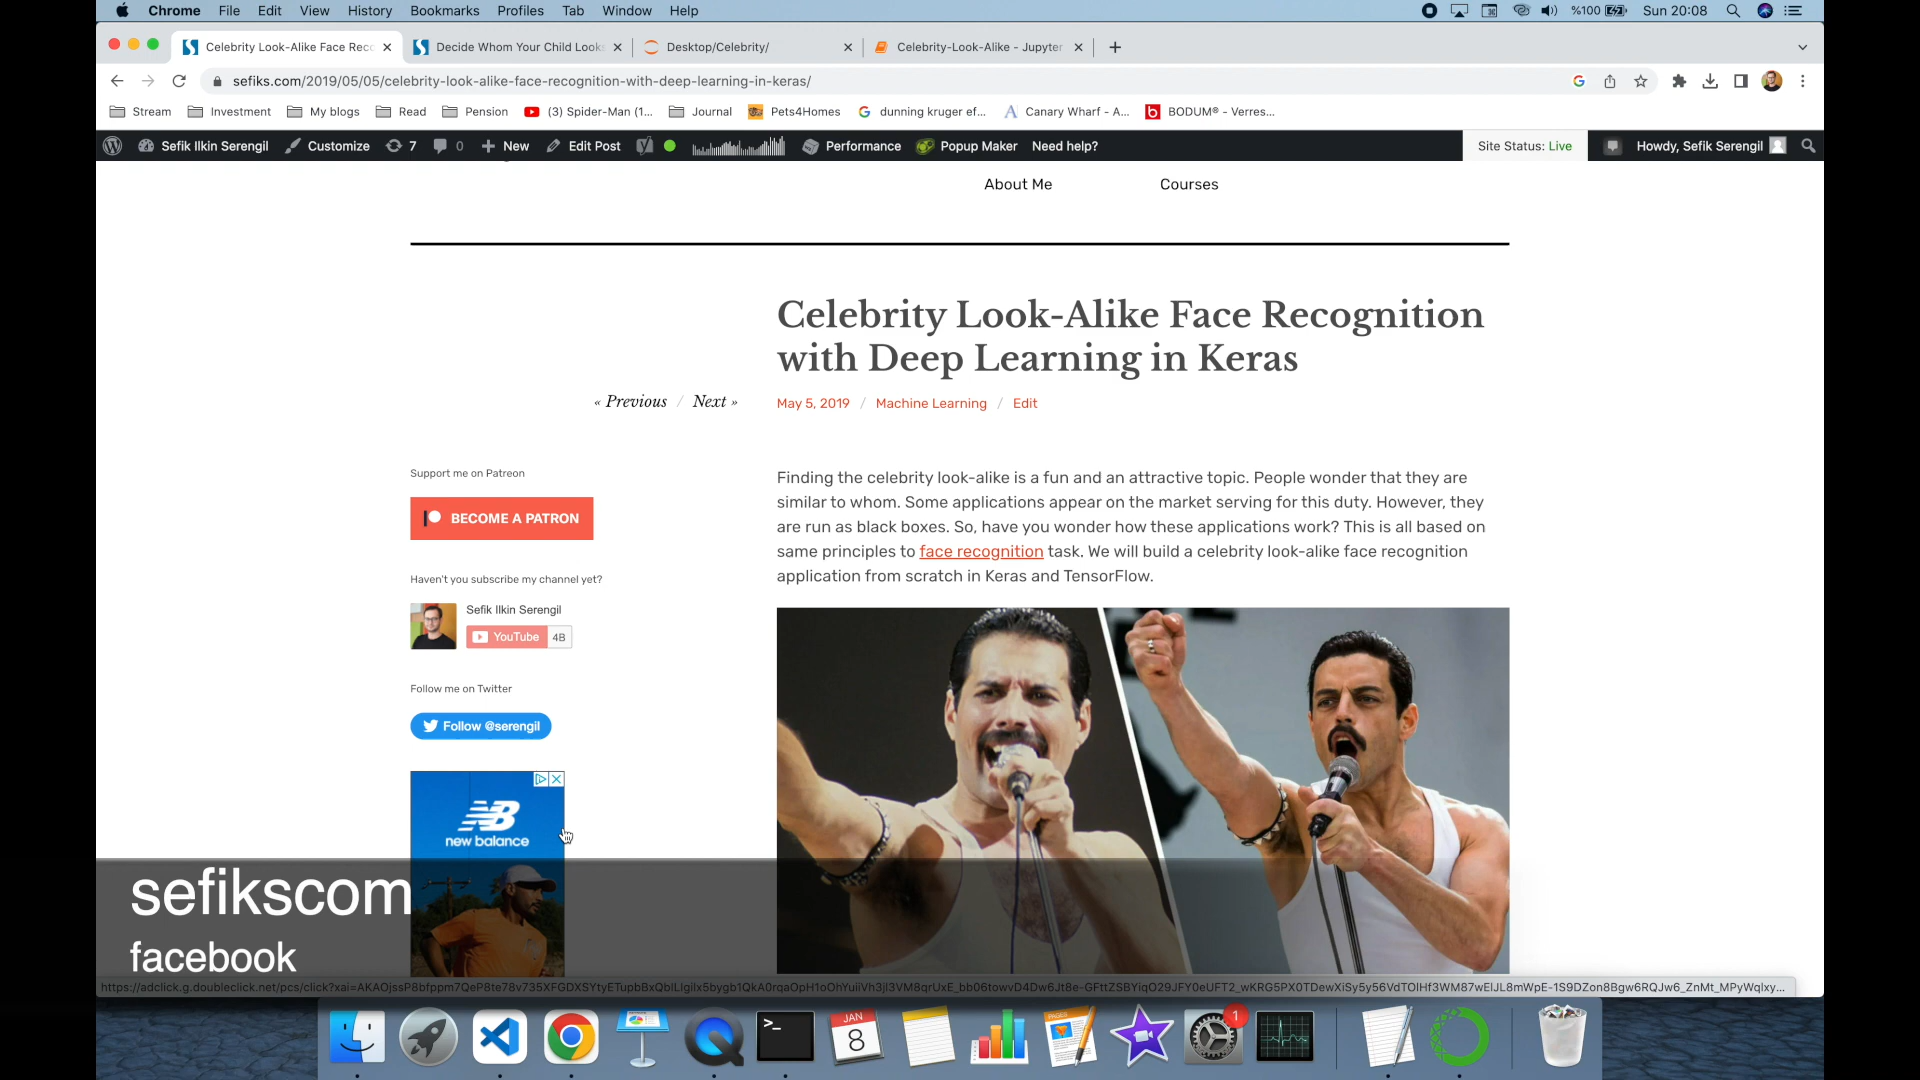 Chrome File Edit View History Bookmarks Profiles Tab Window Help
%100
Sun 20:08
Celebrity Look-Alike Face Reco
Decide Whom Your Child Looks
Desktop/Celebrity/
Celebrity-Look-Alike - Jupyter
sefiks.com/2019/05/05/celebrity-look-alike-face-recognition-with-deep-learning-in-keras/
Stream Investment My blogs Read Pension (3) Spider-Man (1... Journal Pets4Homes dunning kruger ef... Canary Wharf - A... BODUM® - Verres...
Sefik Ilkin Serengil Customize 7 0 New Edit Post Performance Popup Maker Need help? Site Status: Live Howdy, Sefik Serengil
About Me Courses
Celebrity Look-Alike Face Recognition
with Deep Learning in Keras
« Previous / Next »
May 5, 2019 / Machine Learning / Edit
Support me on Patreon
BECOME A PATRON
Haven't you subscribe my channel yet?
Sefik Ilkin Serengil
YouTube 4B
Follow me on Twitter
Follow @serengil
new balance
Finding the celebrity look-alike is a fun and an attractive topic. People wonder that they are
similar to whom. Some applications appear on the market serving for this duty. However, they
are run as black boxes. So, have you wonder how these applications work? This is all based on
same principles to face recognition task. We will build a celebrity look-alike face recognition
application from scratch in Keras and TensorFlow.
sefikscom
facebook
JAN
8
PAGES
1